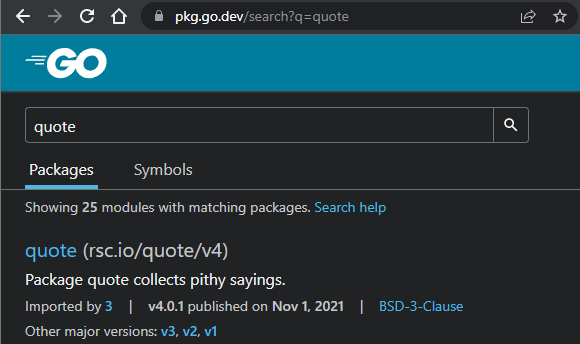 pkg.go.dev/search?q=quote
GO
quote
Packages Symbols
Showing 25 modules with matching packages. Search help
quote (rsc.io/quote/v4)
Package quote collects pithy sayings.
Imported by 3 | v4.0.1 published on Nov 1, 2021 | BSD-3-Clause
Other major versions: v3, v2, v1